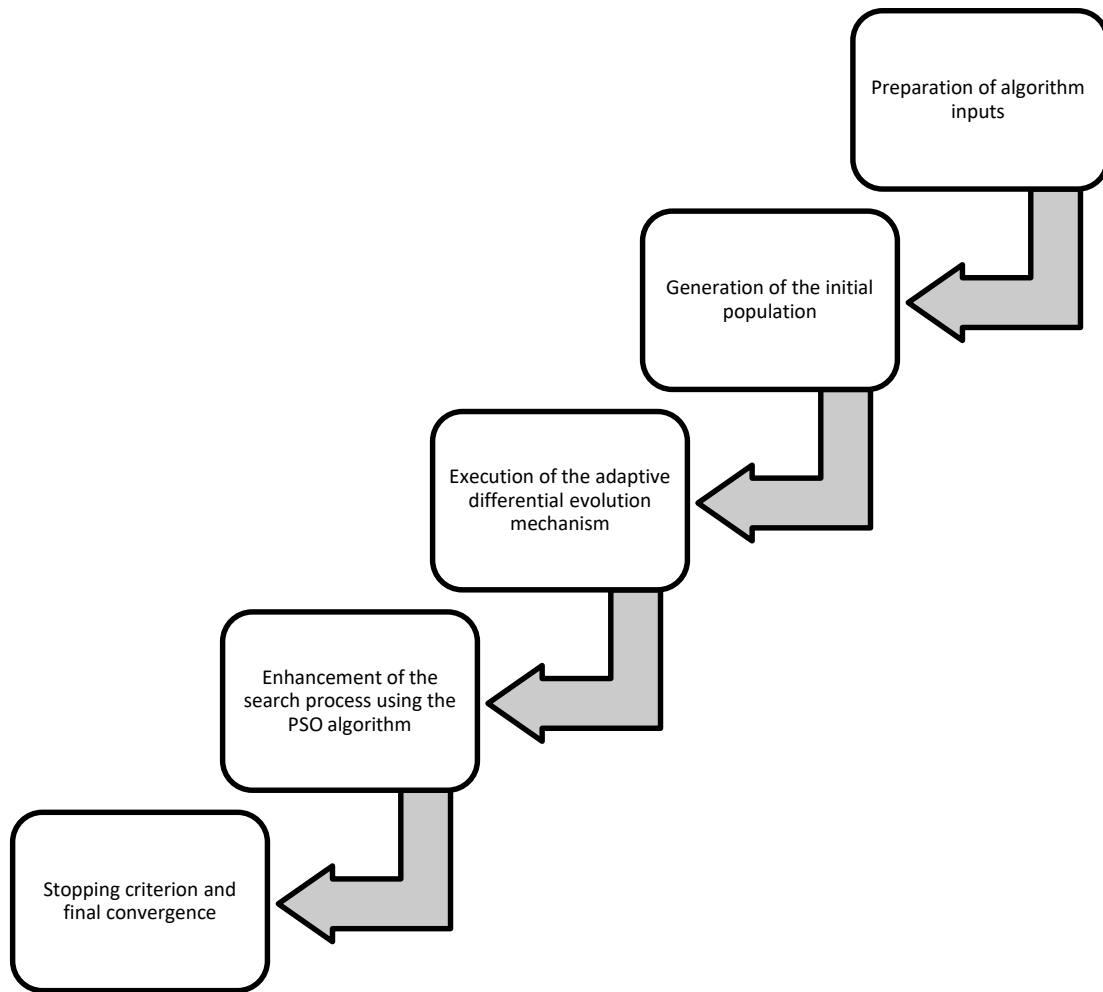 Preparation of algorithm
inputs
Generation of the initial
population
Execution of the adaptive
differential evolution
mechanism
Enhancement of the
search process using the
PSO algorithm
Stopping criterion and
final convergence